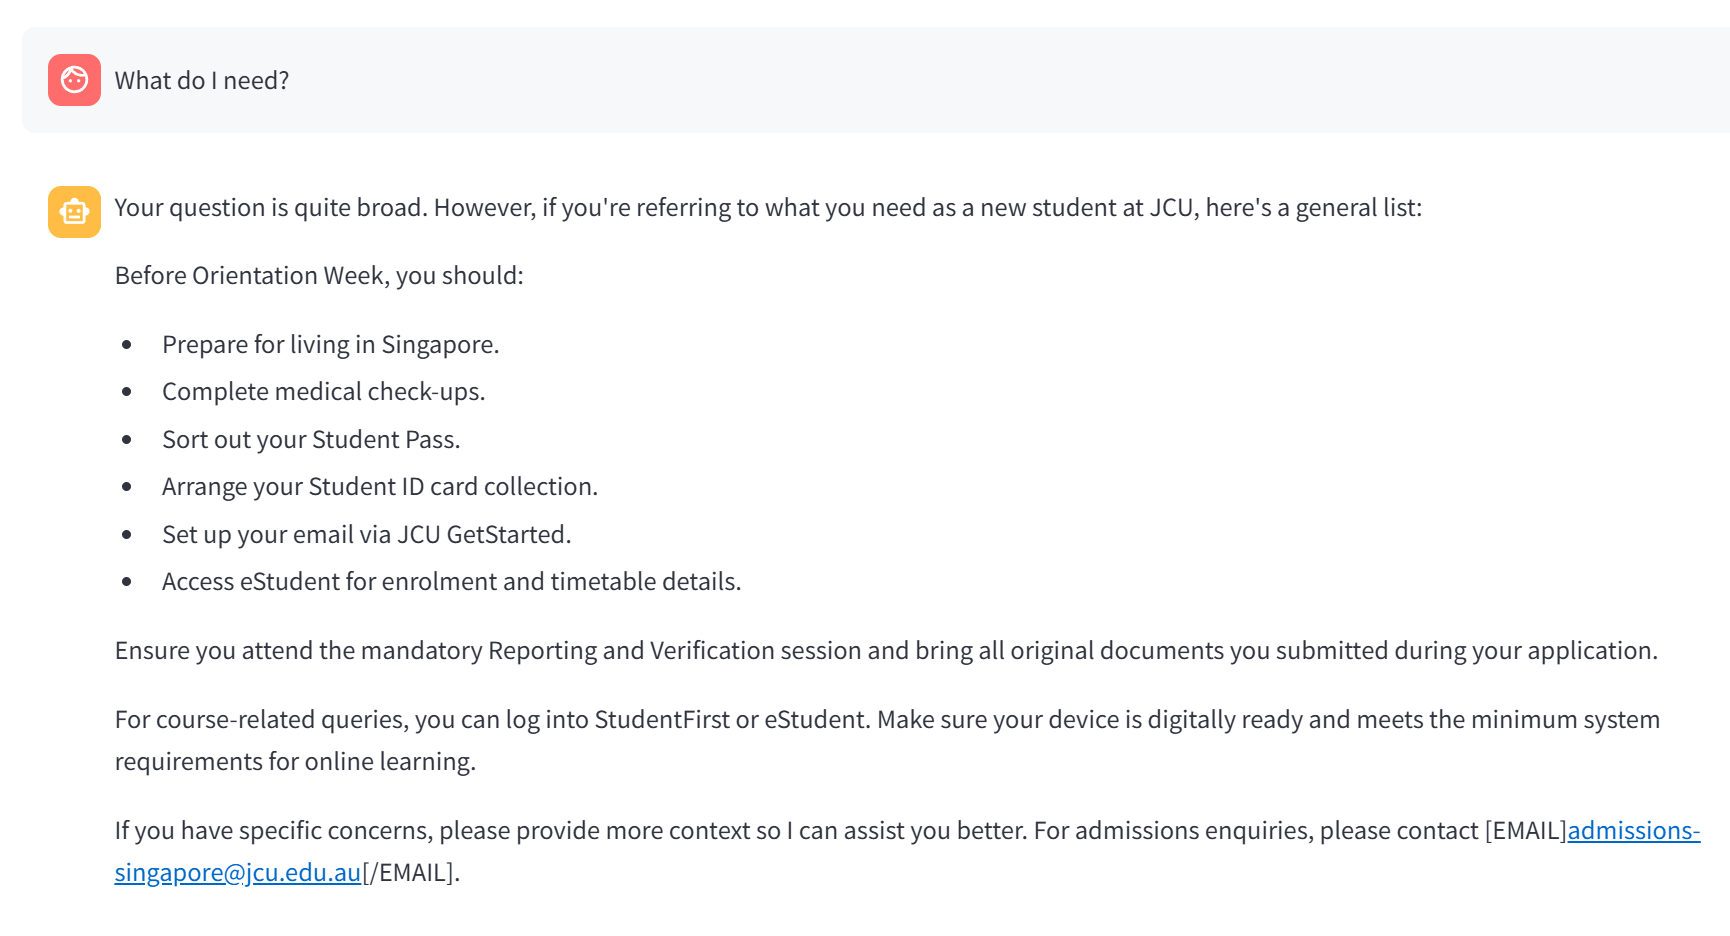 What do I need?
Your question is quite broad. However, if you're referring to what you need as a new student at JCU, here's a general list:
Before Orientation Week, you should:
• Prepare for living in Singapore.
• Complete medical check-ups.
• Sort out your Student Pass.
• Arrange your Student ID card collection.
• Set up your email via JCU GetStarted.
• Access eStudent for enrolment and timetable details.
Ensure you attend the mandatory Reporting and Verification session and bring all original documents you submitted during your application.
For course-related queries, you can log into StudentFirst or eStudent. Make sure your device is digitally ready and meets the minimum system
requirements for online learning.
If you have specific concerns, please provide more context so I can assist you better. For admissions enquiries, please contact [EMAIL]admissions-
singapore@jcu.edu.au[/EMAIL].